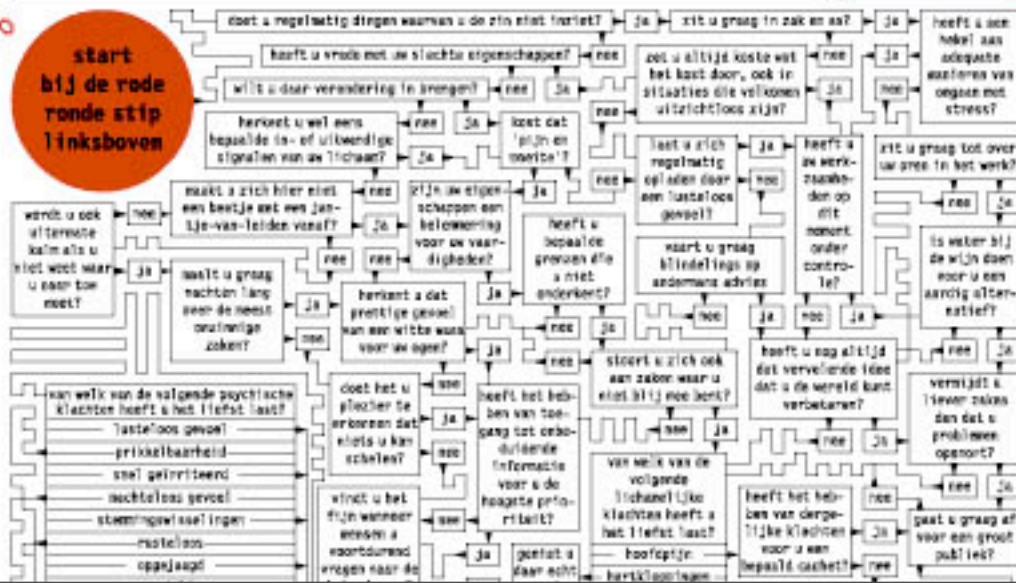 start
bij de rode
ronde stip
linksboven
doet u regelmatig dingen waarvan u de zin niet inziet?
ja
zit u graag in zak en as?
ja
heeft u een
hekel aan
adequate
manieren van
omgaan met
stress?
nee
nee
heeft u vrede met uw slechte eigenschappen?
nee
zet u altijd koste wat
het kost door, ook in
situaties die volkomen
uitzichtloos zijn?
ja
wilt u daar verandering in brengen?
nee
ja
nee
ja
nee
herkent u wel eens
bepaalde in- of uitwendige
signalen van uw lichaam?
nee
ja
kost dat
'pijn en
moeite'?
ja
laat u zich
regelmatig
opladen door
een lusteloos
gevoel?
ja
nee
heeft u
uw werk-
zaamhe-
den op
dit
moment
onder
contro-
le?
zit u graag tot over
uw oren in het werk?
nee
ja
maakt u zich hier niet
een beetje met een jan-
tje-van-leiden vanaf?
nee
ja
zijn uw eigen-
schappen een
belemmering
voor uw vaar-
digheden?
ja
nee
wordt u ook
uitermate
kalm als u
niet weet waar
u naar toe
moet?
nee
ja
heeft u
bepaalde
grenzen die
u niet
onderkent?
nee
ja
vaart u graag
blindelings op
andermans advies
nee
ja
nee
ja
is water bij
de wijn doen
voor u een
aardig alter-
natief?
nee
ja
maalt u graag
nachten lang
over de meest
onzinnige
zaken?
ja
nee
nee
nee
herkent u dat
prettige gevoel
van een witte waas
voor uw ogen?
ja
nee
nee
stoort u zich ook
aan zaken waar u
niet blij mee bent?
nee
ja
heeft u nog altijd
dat vervelende idee
dat u de wereld kunt
verbeteren?
nee
ja
vermijdt u
liever zaken
dan dat u
problemen
opsoort?
nee
ja
van welk van de volgende psychische
klachten heeft u het liefst last?
lusteloos gevoel
prikkelbaarheid
snel geïrriteerd
machteloos gevoel
stemmingswisselingen
rusteloos
opgejaagd
doet het u
plezier te
erkennen dat
niets u kan
schelen?
ja
nee
heeft het heb-
ben van toe-
gang tot onbe-
duidende
informatie
voor u de
hoogste prio-
riteit?
nee
ja
van welk van de
volgende
lichamelijke
klachten heeft u
het liefst last?
hoofdpijn
hartkloppingen
heeft het heb-
ben van derge-
lijke klachten
voor u een
bepaald cachet?
nee
ja
nee
gaat u graag af
voor een groot
publiek?
vindt u het
fijn wanneer
mensen u
voortdurend
vragen naar de
geniet u
daar echt